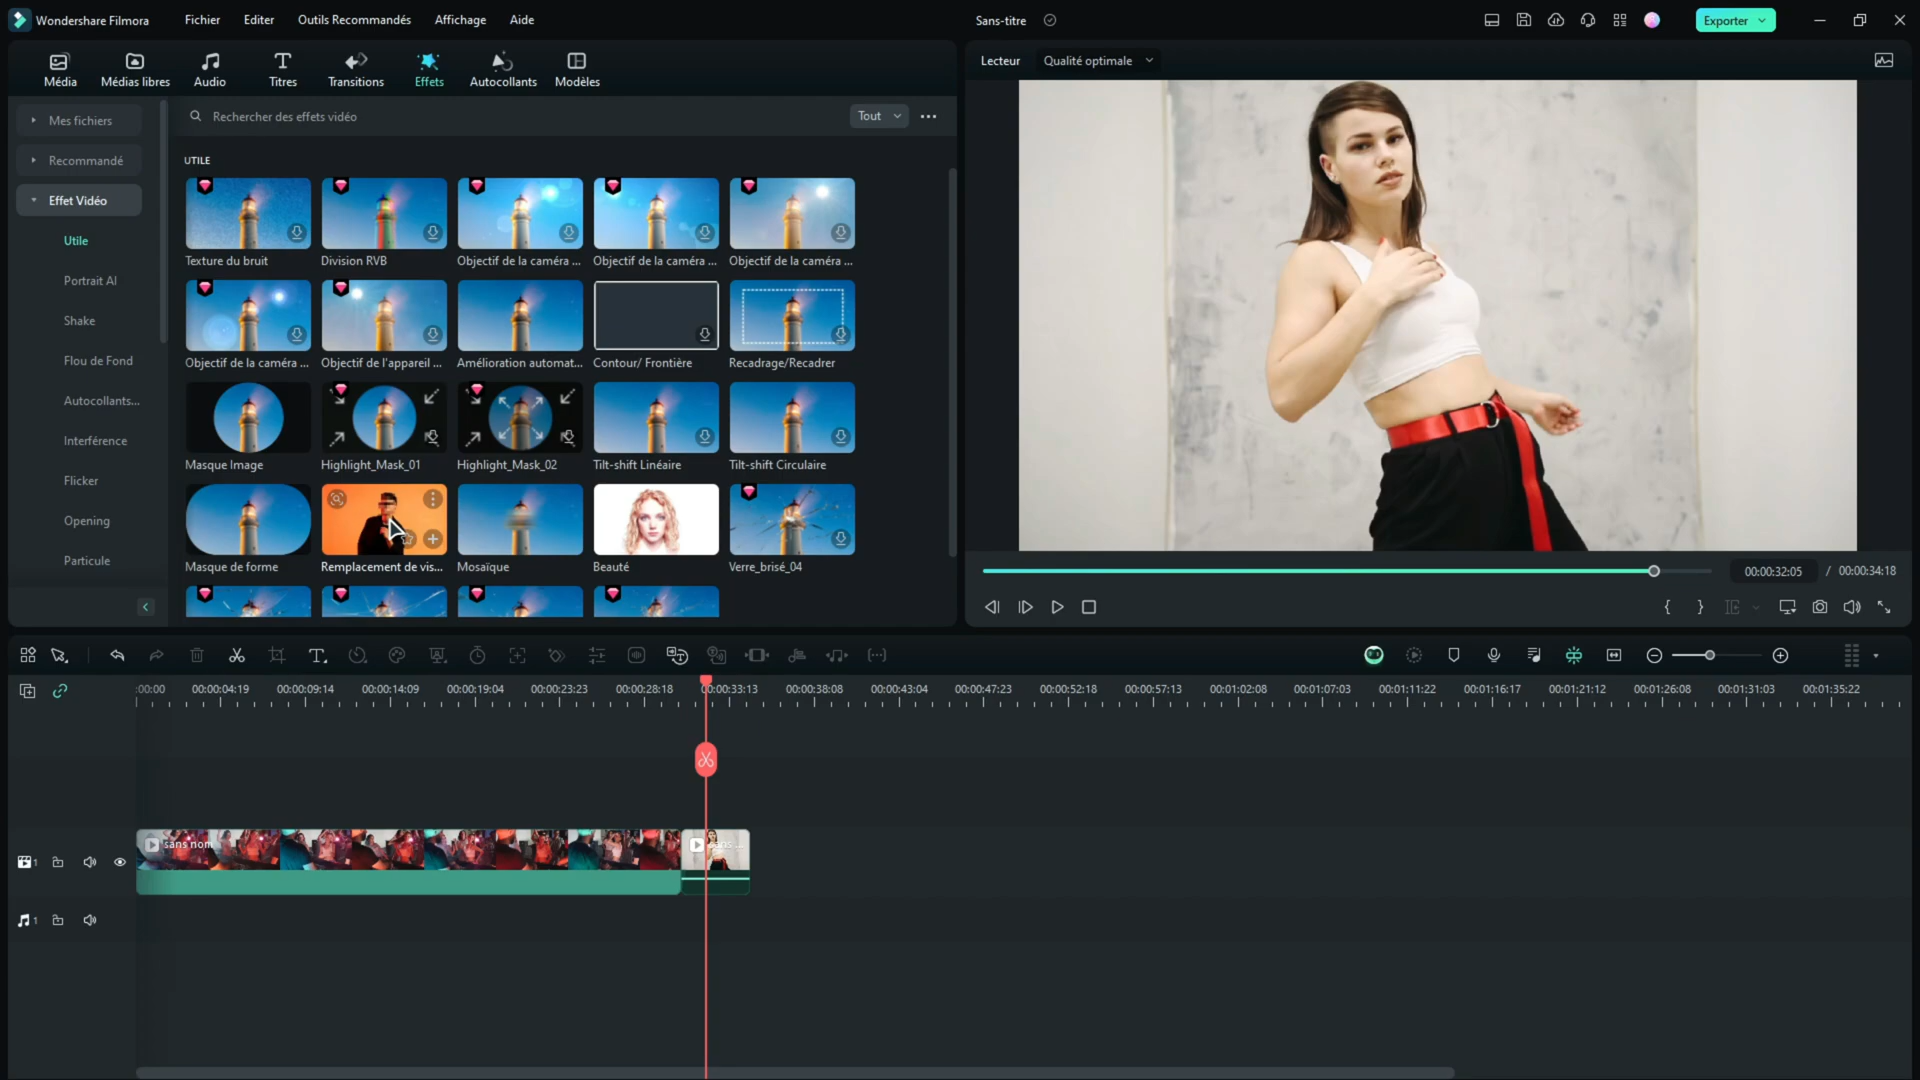 Wondershare Filmora
Fichier
Editer
Outils Recommandés
Affichage
Aide
Sans-titre
Exporter
Média
Médias libres
Audio
Titres
Transitions
Effets
Autocollants
Modèles
Lecteur
Qualité optimale
Mes fichiers
Recommandé
Effet Vidéo
Utile
Portrait AI
Shake
Flou de Fond
Autocollants...
Interférence
Flicker
Opening
Particule
Rechercher des effets vidéo
Tout
UTILE
Texture du bruit
Division RVB
Objectif de la caméra ...
Objectif de la caméra ...
Objectif de la caméra ...
Objectif de la caméra ...
Objectif de l'appareil ...
Amélioration automat...
Contour/ Frontière
Recadrage/Recadrer
Masque Image
Highlight_Mask_01
Highlight_Mask_02
Tilt-shift Linéaire
Tilt-shift Circulaire
Masque de forme
Remplacement de vis...
Mosaïque
Beauté
Verre_brisé_04
00:00:32:05 / 00:00:34:18
:00:00
00:00:04:19
00:00:09:14
00:00:14:09
00:00:19:04
00:00:23:23
00:00:28:18
00:00:33:13
00:00:38:08
00:00:43:04
00:00:47:23
00:00:52:18
00:00:57:13
00:01:02:08
00:01:07:03
00:01:11:22
00:01:16:17
00:01:21:12
00:01:26:08
00:01:31:03
00:01:35:22
sans nom
sans ...
1
1